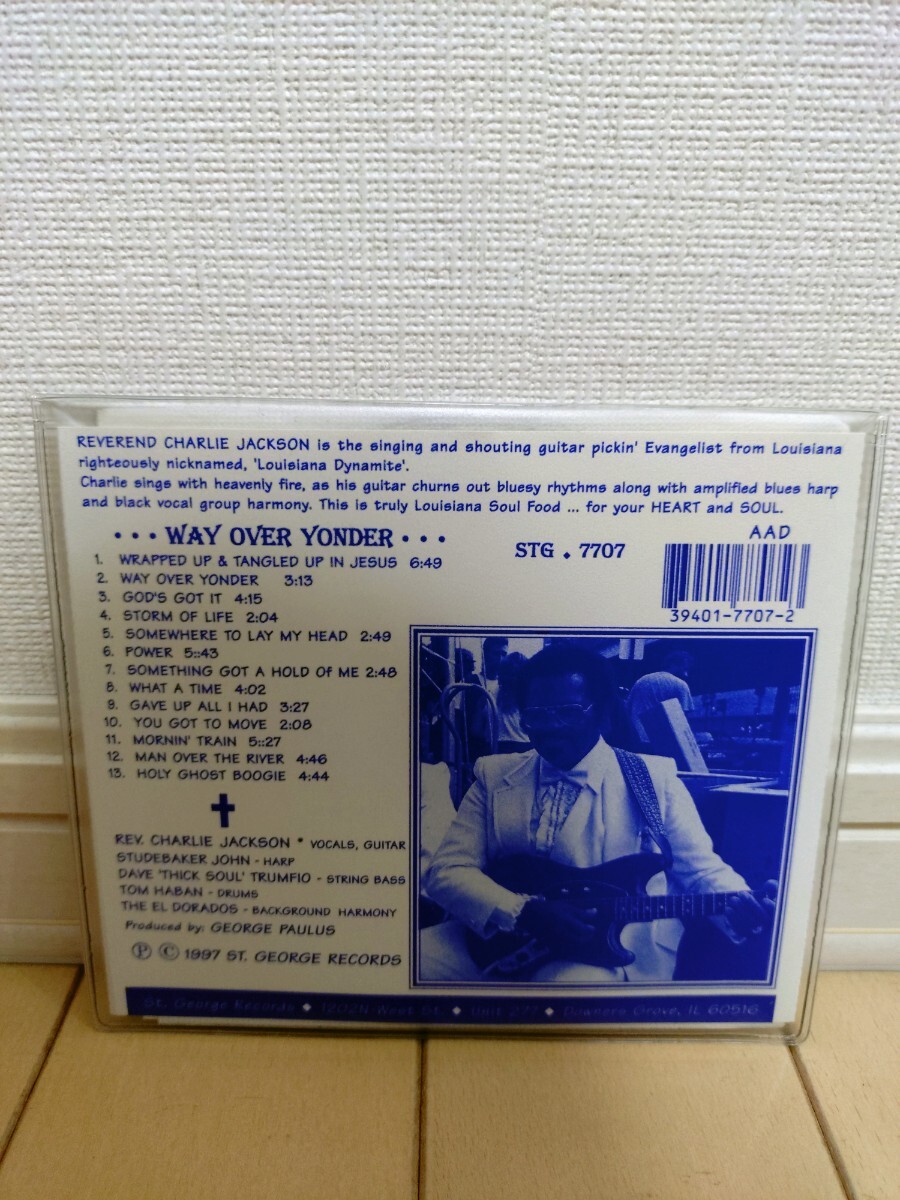 REVEREND CHARLIE JACKSON is the singing and shouting guitar pickin' Evangelist from Louisiana
righteously nicknamed, 'Louisiana Dynamite'.
Charlie sings with heavenly fire, as his guitar churns out bluesy rhythms along with amplified blues harp
and black vocal group harmony. This is truly Louisiana Soul Food ... for your HEART and SOUL.
• • • WAY OVER YONDER • • •
STG • 7707
AAD
39401-7707-2
1. WRAPPED UP & TANGLED UP IN JESUS 6:49
2. WAY OVER YONDER 3:13
3. GOD'S GOT IT 4:15
4. STORM OF LIFE 2:04
5. SOMEWHERE TO LAY MY HEAD 2:49
6. POWER 5::43
7. SOMETHING GOT A HOLD Of ME 2:48
8. WHAT A TIME 4:02
9. GAVE UP ALL I HAD 3:27
10. YOU GOT TO MOVE 2:08
11. MORNIN' TRAIN 5::27
12. MAN OVER THE RIVER 4:46
13. HOLY GHOST BOOGIE 4:44
REV. CHARLIE JACKSON * VOCALS, GUITAR
STUDEBAKER JOHN - HARP
DAVE 'THICK SOUL' TRUMFIO - STRING BASS
TOM HABAN - DRUMS
THE EL DORADOS - BACKGROUND HARMONY
Produced by: GEORGE PAULUS
Ⓟ © 1997 ST. GEORGE RECORDS
St. George Records ◆ West St. ◆ Unit ◆ Downers Grove, IL 60516